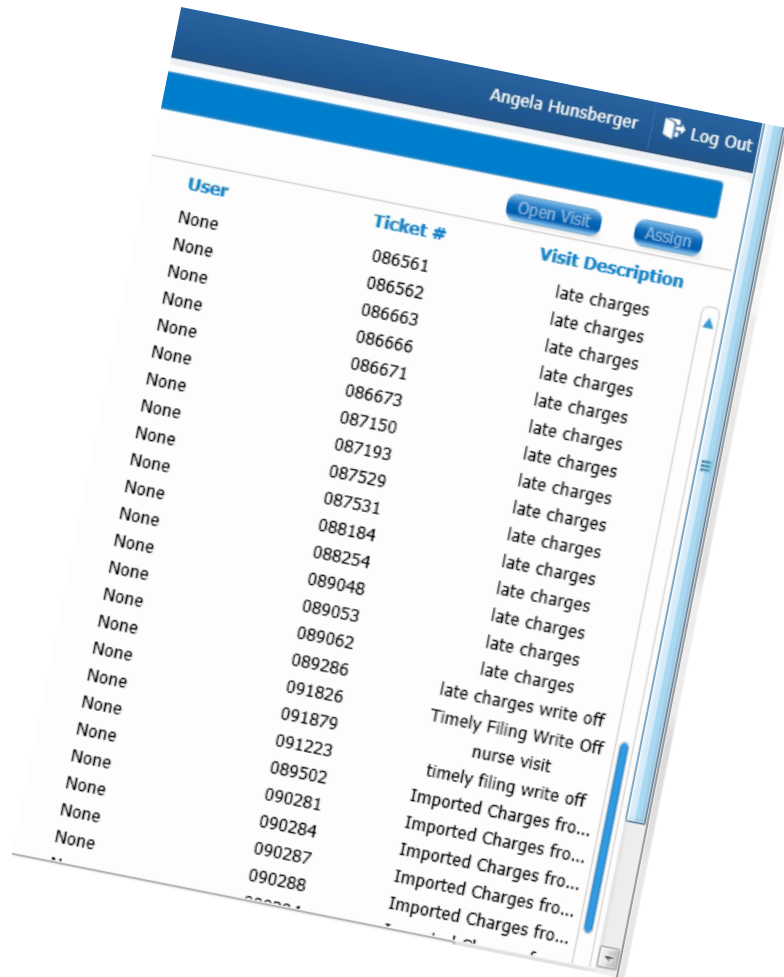 Angela Hunsberger Log Out
Open Visit Assign
User Ticket # Visit Description
None 086561 late charges
None 086562 late charges
None 086663 late charges
None 086666 late charges
None 086671 late charges
None 086673 late charges
None 087150 late charges
None 087193 late charges
None 087529 late charges
None 087531 late charges
None 088184 late charges
None 088254 late charges
None 089048 late charges
None 089053 late charges
None 089062 late charges
None 089286 late charges write off
None 091826 Timely Filing Write Off
None 091879 nurse visit
None 091223 timely filing write off
None 089502 Imported Charges fro...
None 090281 Imported Charges fro...
None 090284 Imported Charges fro...
None 090287 Imported Charges fro...
None 090288 Imported Charges fro...